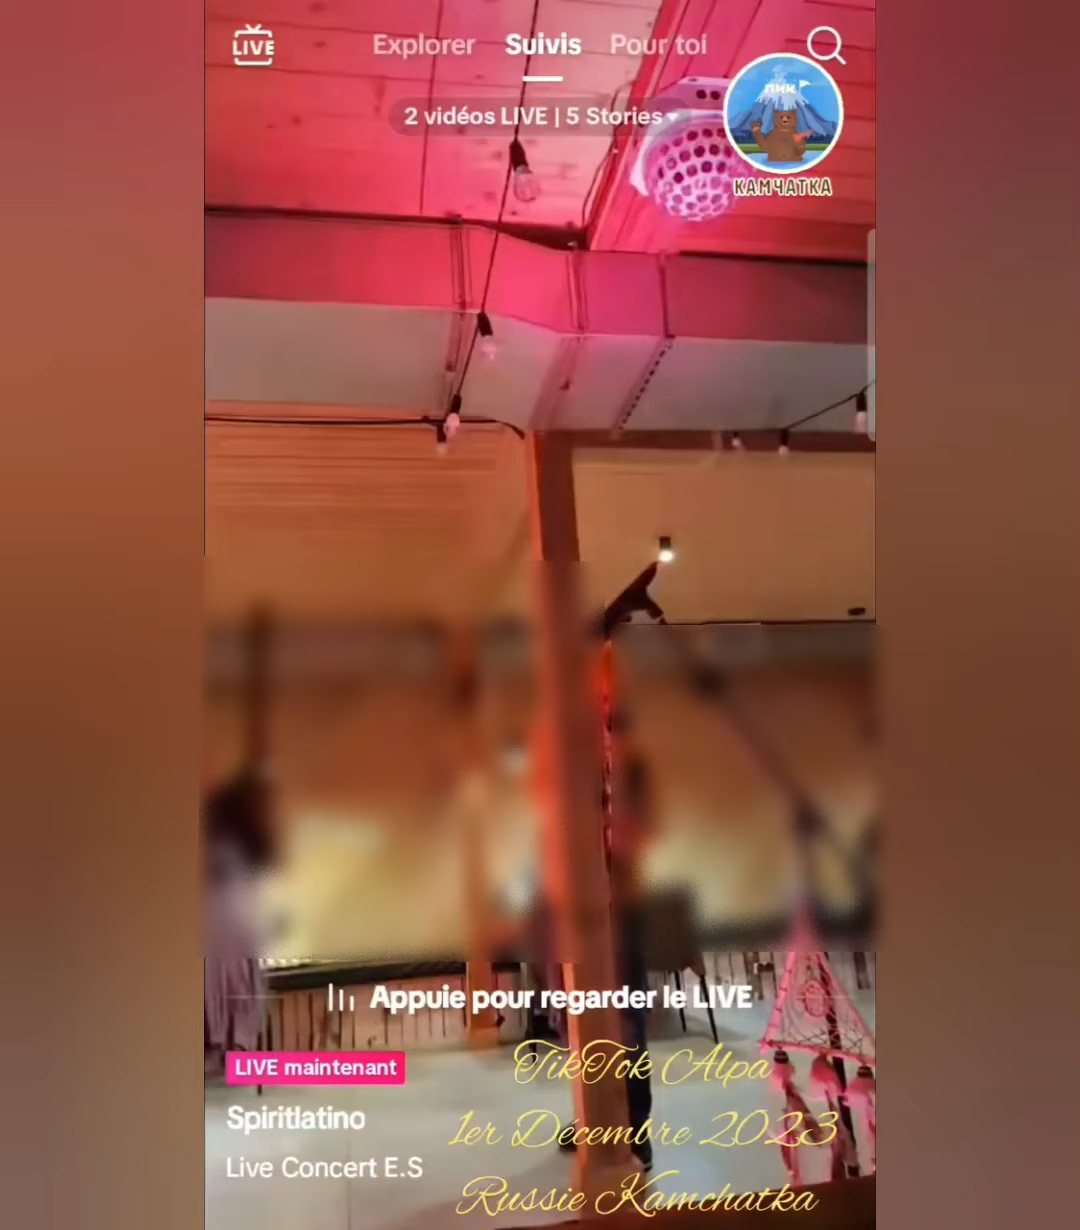 LIVE
Explorer Suivis Pour toi
2 vidéos LIVE | 5 Stories
ПИК
КАМЧАТКА
Appuie pour regarder le LIVE
LIVE maintenant
Spiritlatino
Live Concert E.S
TikTok Alpa
1er Décembre 2023
Russie Kamchatka